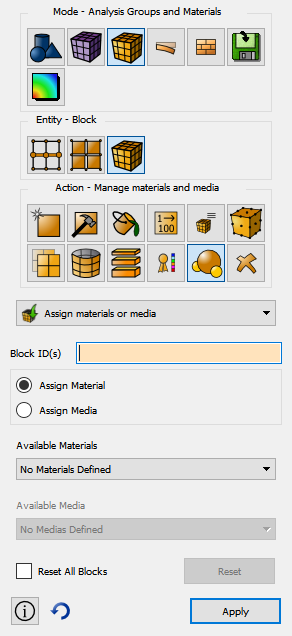 Mode - Analysis Groups and Materials
Entity - Block
Action - Manage materials and media
1
100
Assign materials or media
Block ID(s)
Assign Material
Assign Media
Available Materials
No Materials Defined
Available Media
No Medias Defined
Reset All Blocks
Reset
Apply